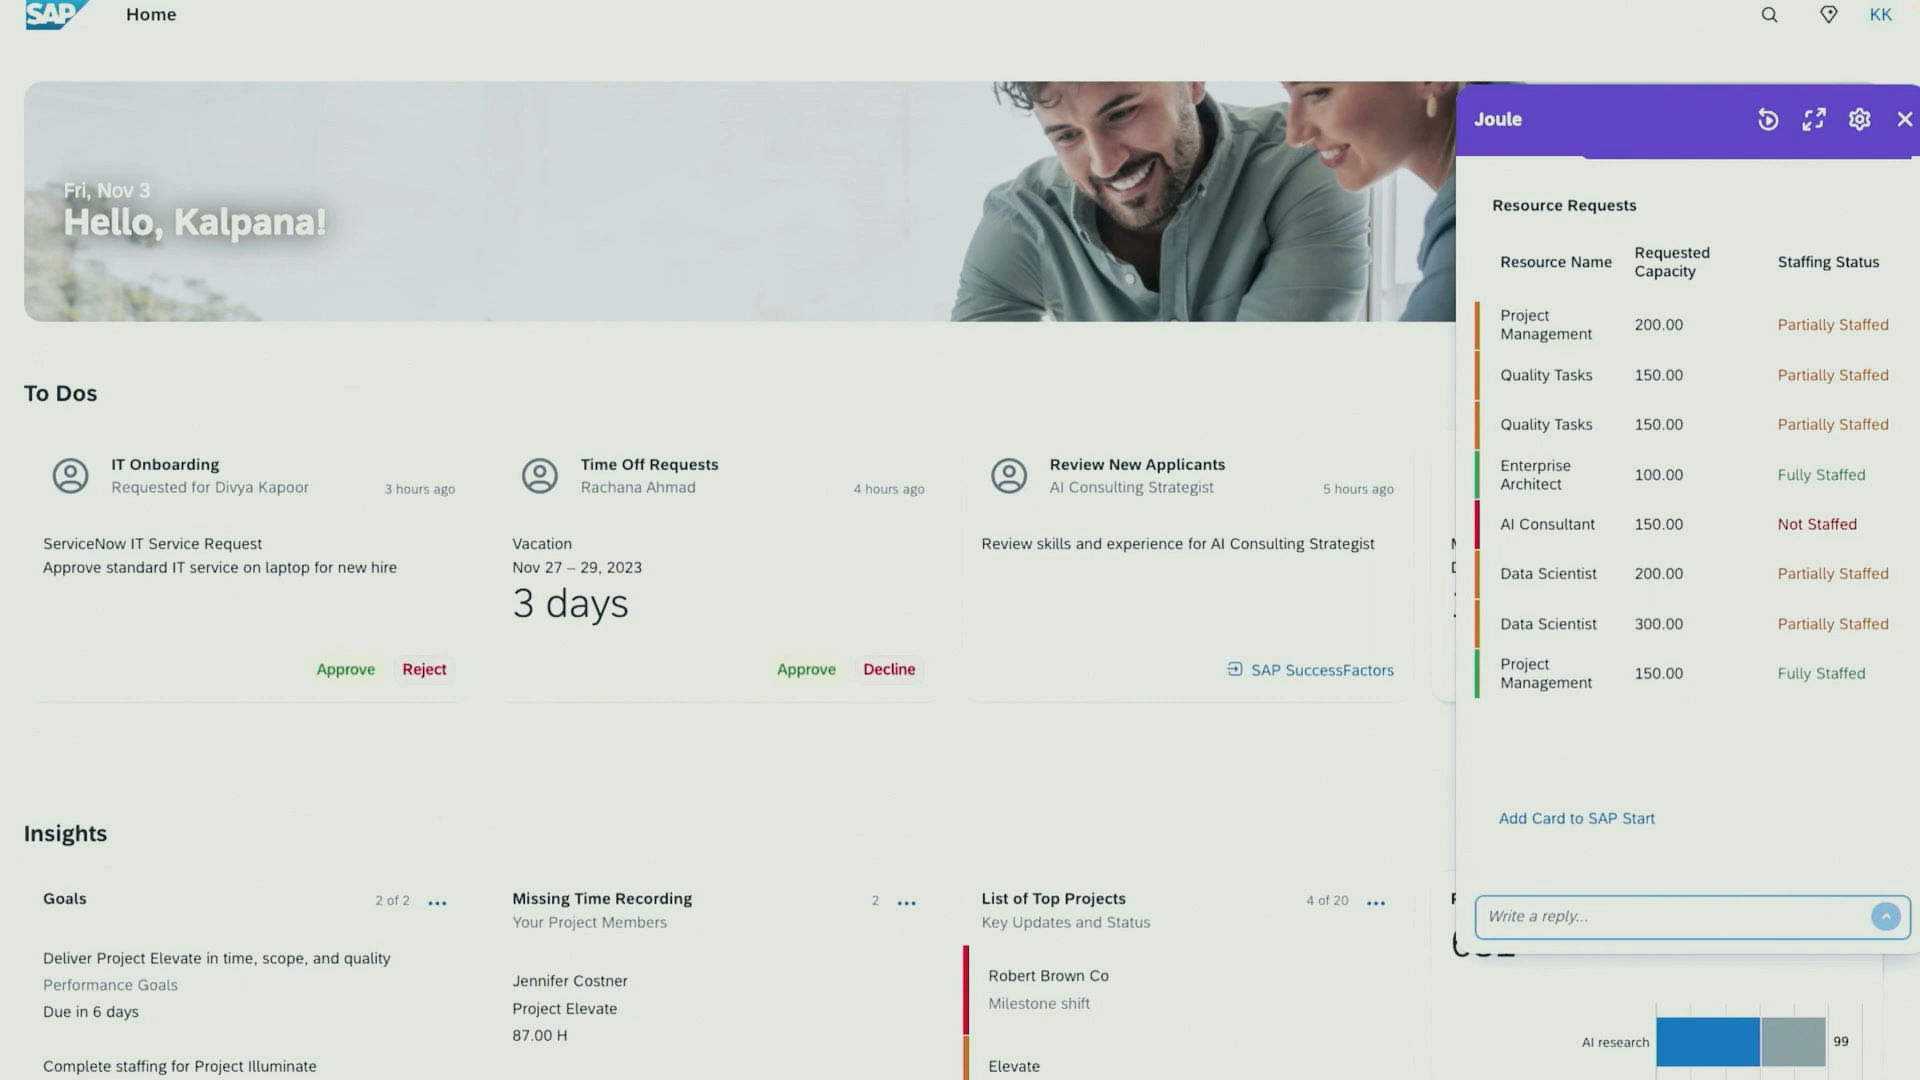 SAP
Home
KK
Fri, Nov 3
Hello, Kalpana!
Joule
Resource Requests
Resource Name
Requested
Capacity
Staffing Status
Project
Management
200.00
Partially Staffed
Quality Tasks
150.00
Partially Staffed
Quality Tasks
150.00
Partially Staffed
Enterprise
Architect
100.00
Fully Staffed
AI Consultant
150.00
Not Staffed
Data Scientist
200.00
Partially Staffed
Data Scientist
300.00
Partially Staffed
Project
Management
150.00
Fully Staffed
Add Card to SAP Start
Write a reply...
To Dos
IT Onboarding
Requested for Divya Kapoor
3 hours ago
ServiceNow IT Service Request
Approve standard IT service on laptop for new hire
Approve
Reject
Time Off Requests
Rachana Ahmad
4 hours ago
Vacation
Nov 27 – 29, 2023
3 days
Approve
Decline
Review New Applicants
AI Consulting Strategist
5 hours ago
Review skills and experience for AI Consulting Strategist
SAP SuccessFactors
Insights
Goals
2 of 2
Deliver Project Elevate in time, scope, and quality
Performance Goals
Due in 6 days
Complete staffing for Project Illuminate
Missing Time Recording
2
Your Project Members
Jennifer Costner
Project Elevate
87.00 H
List of Top Projects
4 of 20
Key Updates and Status
Robert Brown Co
Milestone shift
Elevate
AI research
99